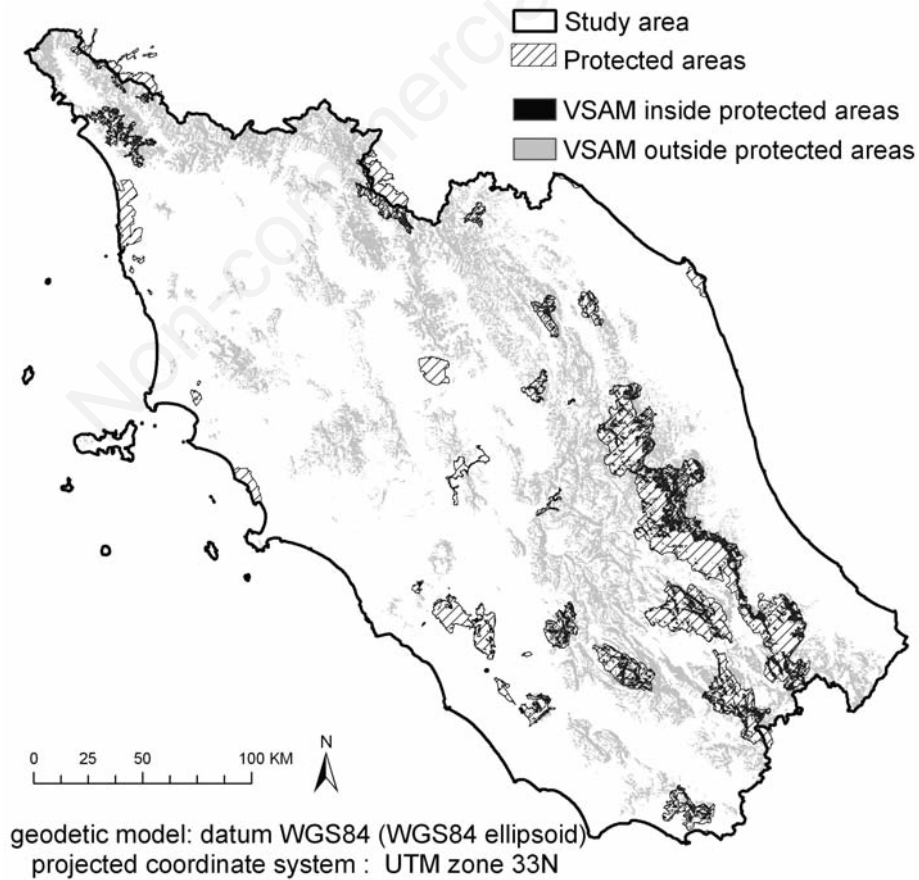 Non-commercial
Study area
Protected areas
VSAM inside protected areas
VSAM outside protected areas
0 25 50 100 KM
N
geodetic model: datum WGS84 (WGS84 ellipsoid)
projected coordinate system : UTM zone 33N